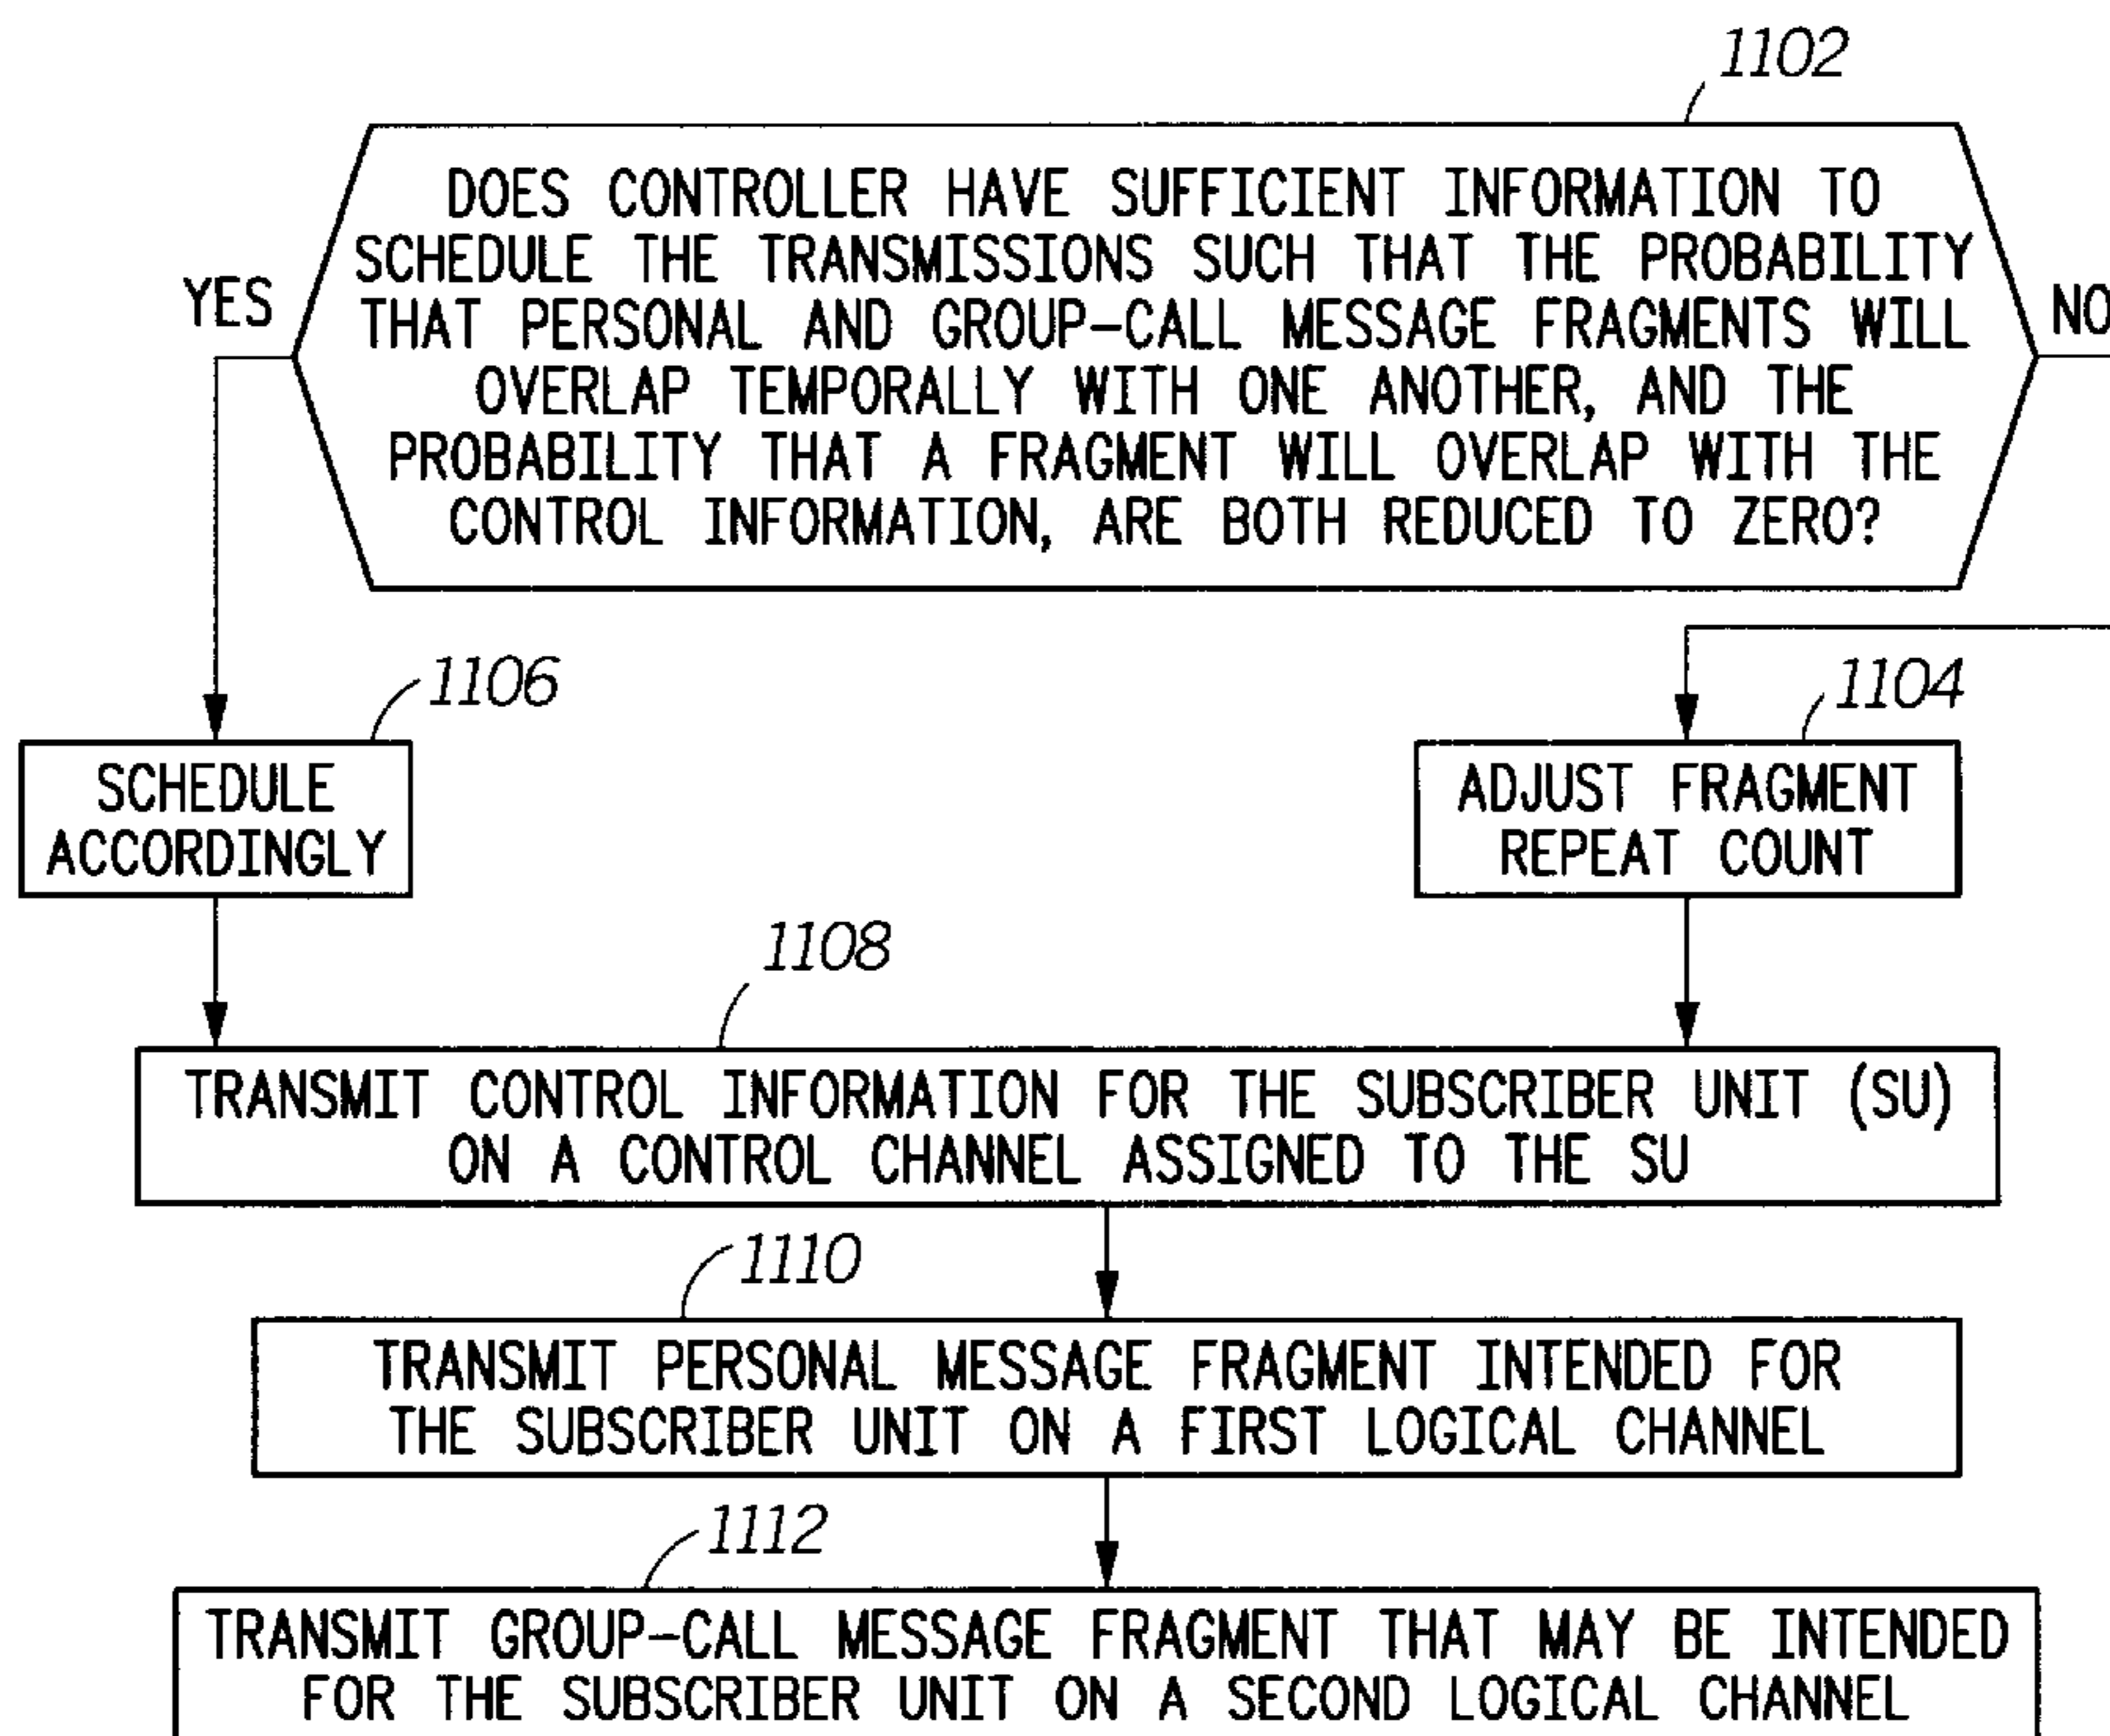 1102
DOES CONTROLLER HAVE SUFFICIENT INFORMATION TO
SCHEDULE THE TRANSMISSIONS SUCH THAT THE PROBABILITY
THAT PERSONAL AND GROUP-CALL MESSAGE FRAGMENTS WILL
OVERLAP TEMPORALLY WITH ONE ANOTHER, AND THE
PROBABILITY THAT A FRAGMENT WILL OVERLAP WITH THE
CONTROL INFORMATION, ARE BOTH REDUCED TO ZERO?
YES
NO
1106
SCHEDULE
ACCORDINGLY
1104
ADJUST FRAGMENT
REPEAT COUNT
1108
TRANSMIT CONTROL INFORMATION FOR THE SUBSCRIBER UNIT (SU)
ON A CONTROL CHANNEL ASSIGNED TO THE SU
1110
TRANSMIT PERSONAL MESSAGE FRAGMENT INTENDED FOR
THE SUBSCRIBER UNIT ON A FIRST LOGICAL CHANNEL
1112
TRANSMIT GROUP-CALL MESSAGE FRAGMENT THAT MAY BE INTENDED
FOR THE SUBSCRIBER UNIT ON A SECOND LOGICAL CHANNEL